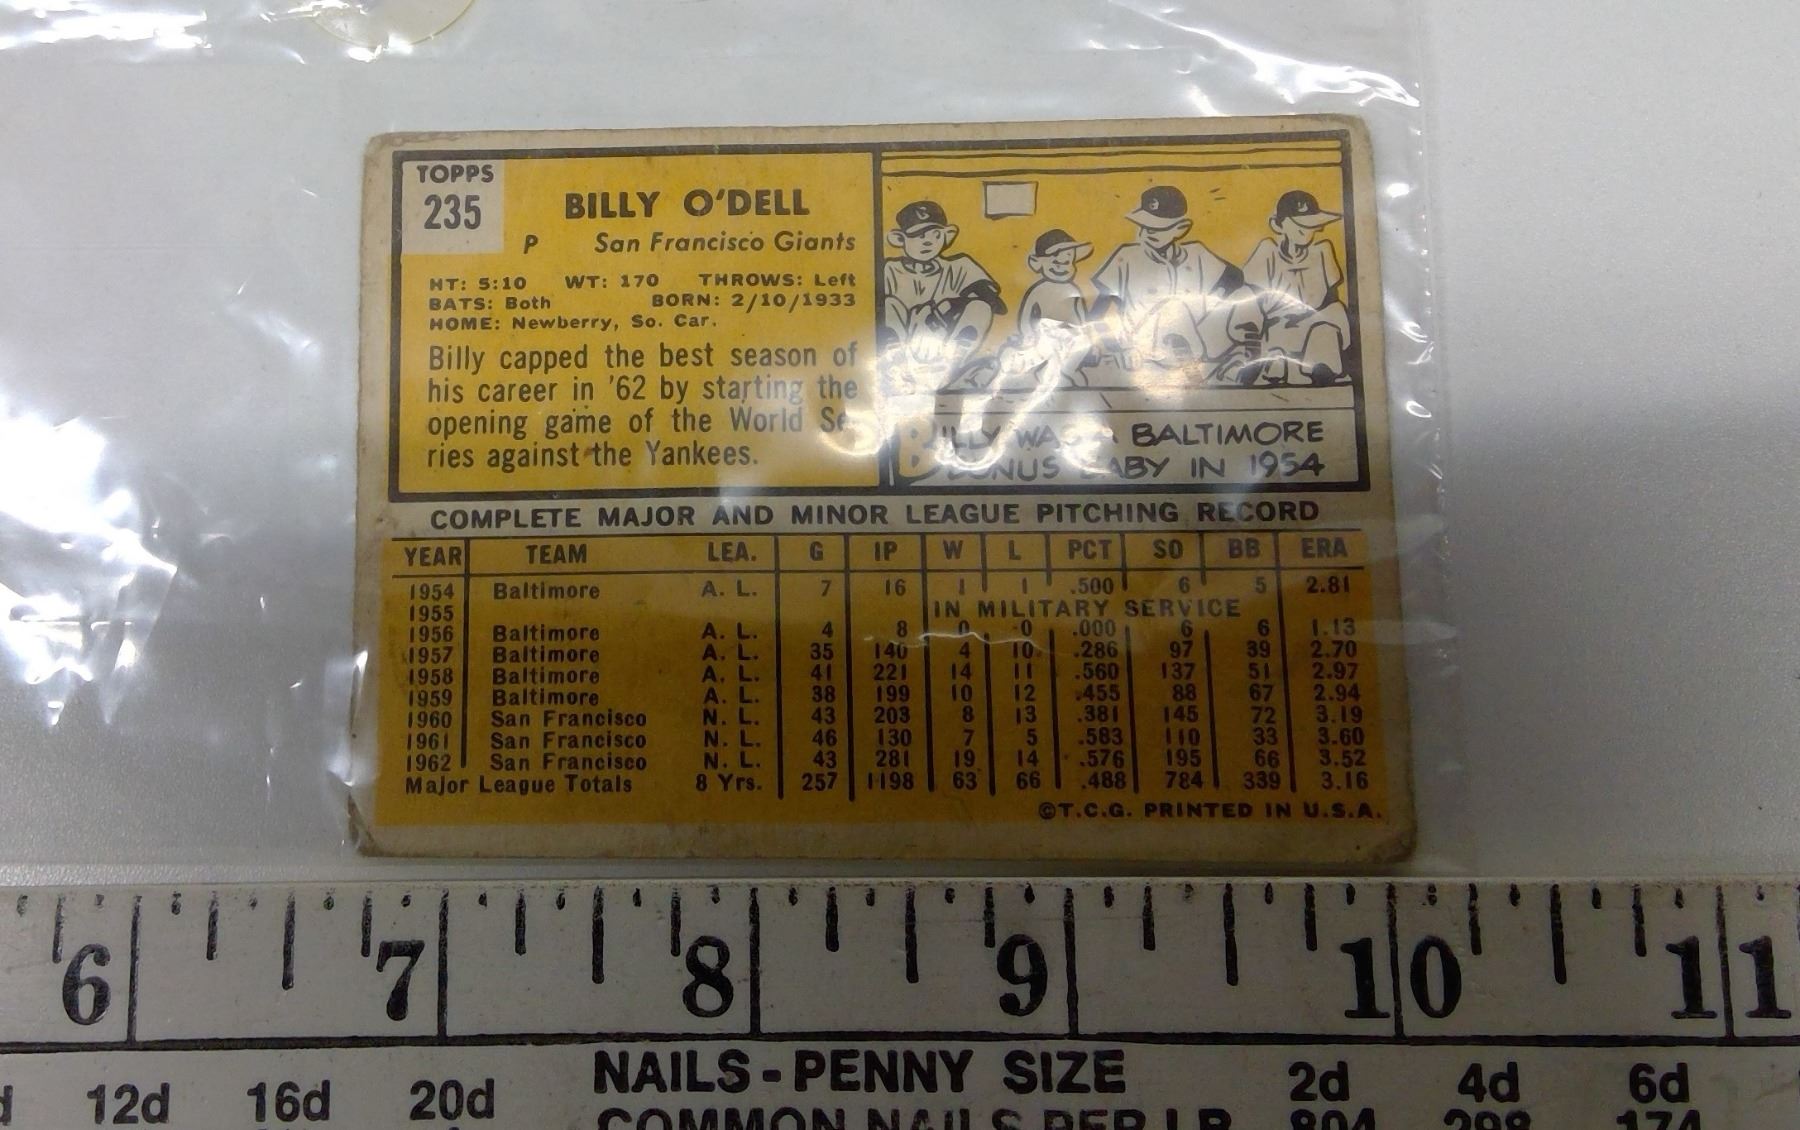 TOPPS
235
BILLY O'DELL
P San Francisco Giants
HT: 5:10 WT: 170 THROWS: Left
BATS: Both BORN: 2/10/1933
HOME: Newberry, So. Car.
Billy capped the best season of
his career in '62 by starting the
opening game of the World Se
ries against the Yankees.
BILLY WAS A BALTIMORE
BONUS BABY IN 1954
COMPLETE MAJOR AND MINOR LEAGUE PITCHING RECORD
YEAR TEAM LEA. G IP W L PCT SO BB ERA
1954 Baltimore A. L. 7 16 1 1 .500 6 5 2.81
1955 IN MILITARY SERVICE
1956 Baltimore A. L. 4 8 0 0 .000 6 6 1.13
1957 Baltimore A. L. 35 140 4 10 .286 97 39 2.70
1958 Baltimore A. L. 41 221 14 11 .560 137 51 2.97
1959 Baltimore A. L. 38 199 10 12 .455 88 67 2.94
1960 San Francisco N. L. 43 203 8 13 .381 145 72 3.19
1961 San Francisco N. L. 46 130 7 5 .583 110 33 3.60
1962 San Francisco N. L. 43 281 19 14 .576 195 66 3.52
Major League Totals 8 Yrs. 257 1198 63 66 .488 784 339 3.16
©T.C.G. PRINTED IN U.S.A.
6 7 8 9 10 11
12d 16d 20d NAILS-PENNY SIZE 2d 4d 6d
COMMON NAILS PER LB